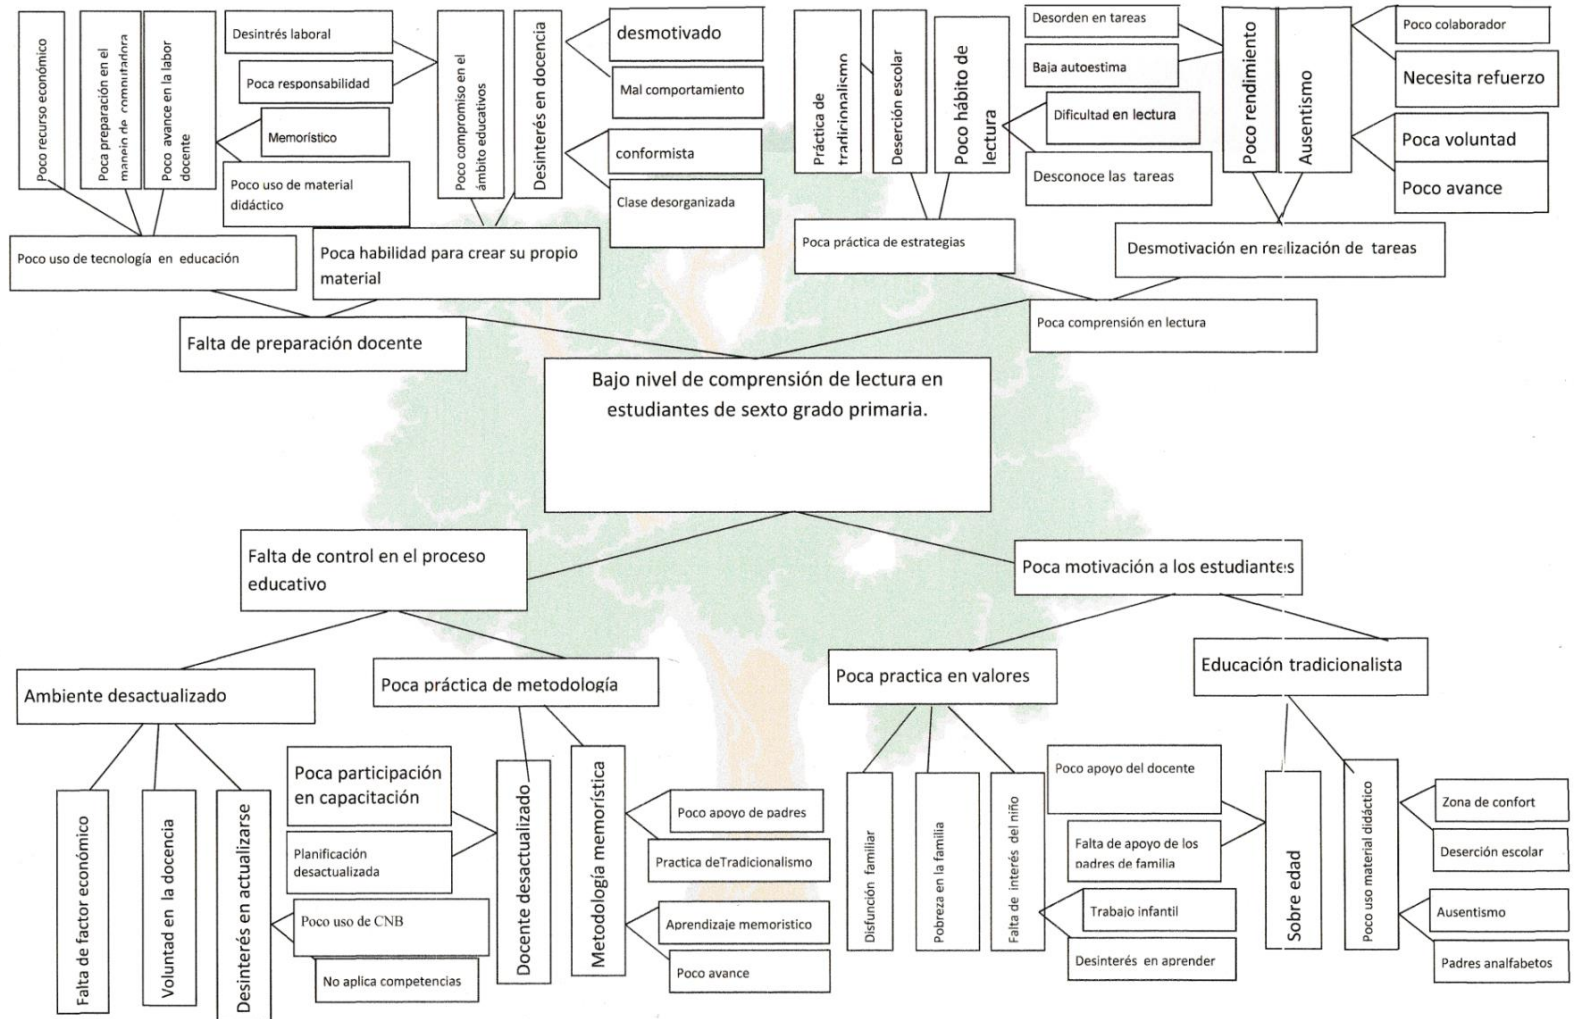 Poco recurso económico
Poca preparación en el
manejo de computadora
Poco  avance en la labor
docente
Desintrés laboral
Poca responsabilidad
Memorístico
Poco uso de material
didáctico
Poco compromiso en el
ámbito educativos
Desinterés en docencia
desmotivado
Mal comportamiento
conformista
Clase desorganizada
Práctica de
tradicionalismo
Deserción escolar
Poco hábito de
lectura
Desorden en tareas
Baja autoestima
Dificultad en lectura
Desconoce las  tareas
Poco rendimiento
Ausentismo
Poco colaborador
Necesita refuerzo
Poca voluntad
Poco avance
Poco uso de tecnología  en educación
Poca habilidad para crear su propio
material
Poca práctica de estrategias
Desmotivación en realización de  tareas
Falta de preparación docente
Poca comprensión en lectura
Bajo nivel de comprensión de lectura en
estudiantes de sexto grado primaria.
Falta de control en el proceso
educativo
Poca motivación a los estudiantes
Ambiente desactualizado
Poca práctica de metodología
Poca practica en valores
Educación tradicionalista
Falta de factor económico
Voluntad en  la docencia
Desinterés en actualizarse
Poca participación
en capacitación
Planificación
desactualizada
Poco uso de CNB
No aplica competencias
Docente desactualizado
Metodología memorística
Poco apoyo de padres
Practica deTradicionalismo
Aprendizaje memoristico
Poco avance
Disfunción familiar
Pobreza en la familia
Falta de  interés del niño
Poco apoyo del docente
Falta de apoyo de los
padres de familia
Trabajo infantil
Desinterés  en aprender
Sobre edad
Poco uso material didáctico
Zona de confort
Deserción escolar
Ausentismo
Padres analfabetos